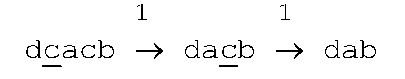 1 1
dcacb → dacb → dab